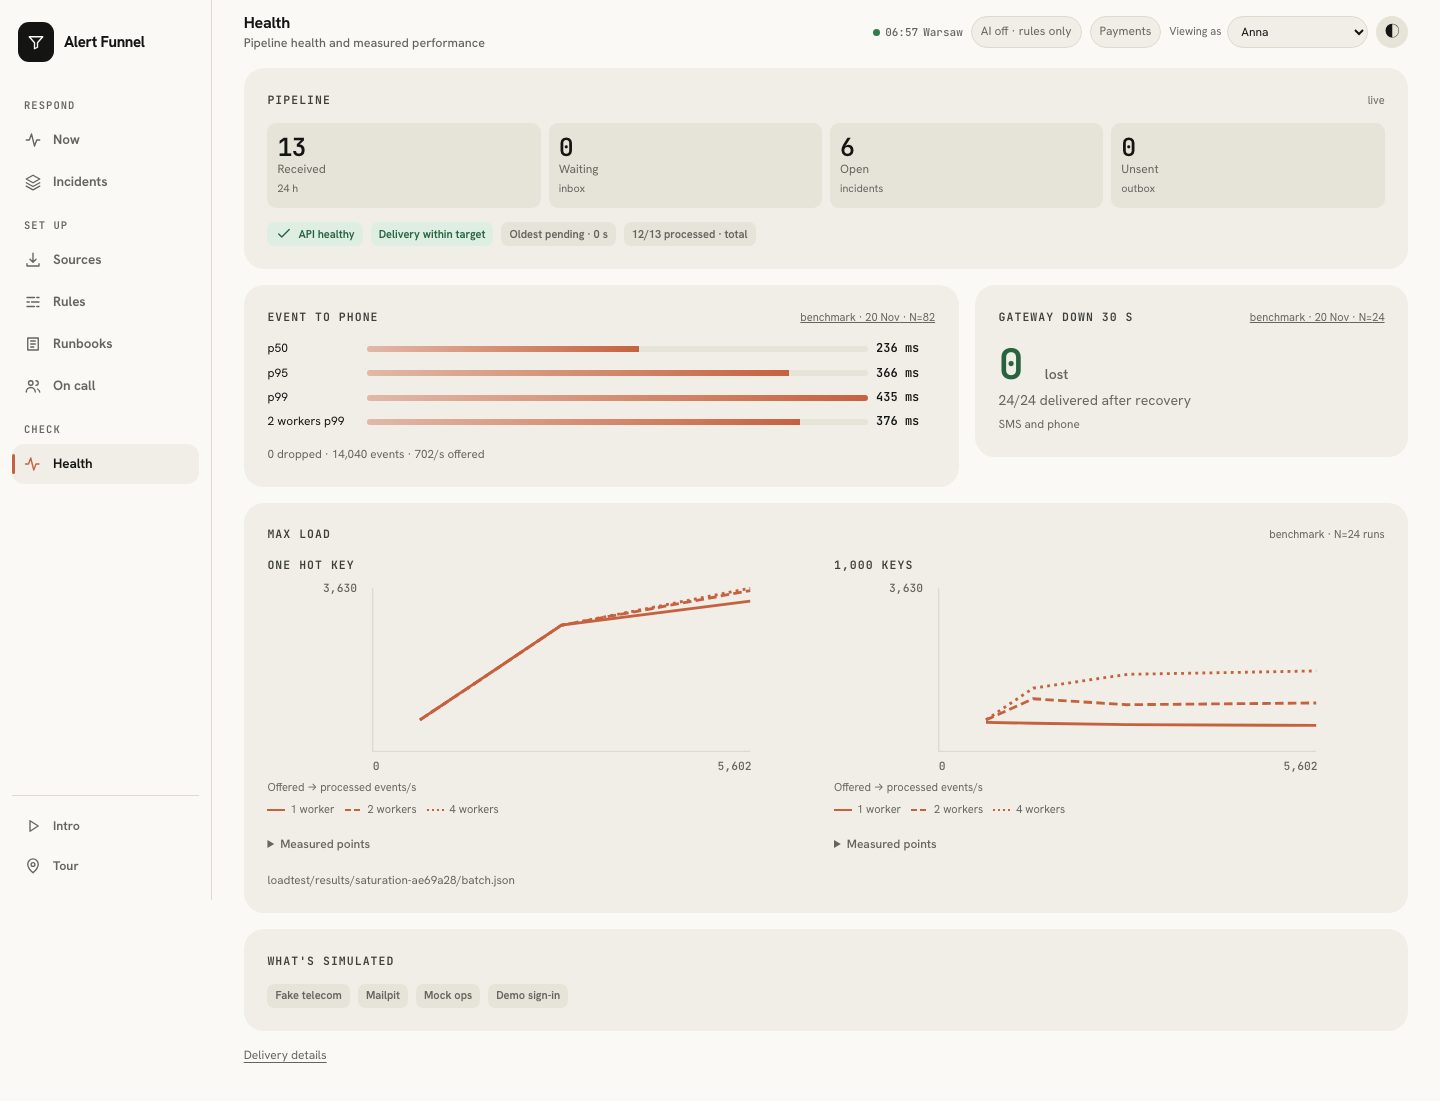 Alert Funnel
RESPOND
Now
Incidents
SET UP
Sources
Rules
Runbooks
On call
CHECK
Health
Intro
Tour
Health
Pipeline health and measured performance
06:57 Warsaw
AI off · rules only
Payments
Viewing as
Anna
PIPELINE
live
13
Received
24 h
0
Waiting
inbox
6
Open
incidents
0
Unsent
outbox
API healthy
Delivery within target
Oldest pending · 0 s
12/13 processed · total
EVENT TO PHONE
benchmark · 20 Nov · N=82
p50
236 ms
p95
366 ms
p99
435 ms
2 workers p99
376 ms
0 dropped · 14,040 events · 702/s offered
GATEWAY DOWN 30 S
benchmark · 20 Nov · N=24
0 lost
24/24 delivered after recovery
SMS and phone
MAX LOAD
benchmark · N=24 runs
ONE HOT KEY
3,630
0
5,602
Offered → processed events/s
1 worker
2 workers
4 workers
Measured points
1,000 KEYS
3,630
0
5,602
Offered → processed events/s
1 worker
2 workers
4 workers
Measured points
loadtest/results/saturation-ae69a28/batch.json
WHAT'S SIMULATED
Fake telecom
Mailpit
Mock ops
Demo sign-in
Delivery details